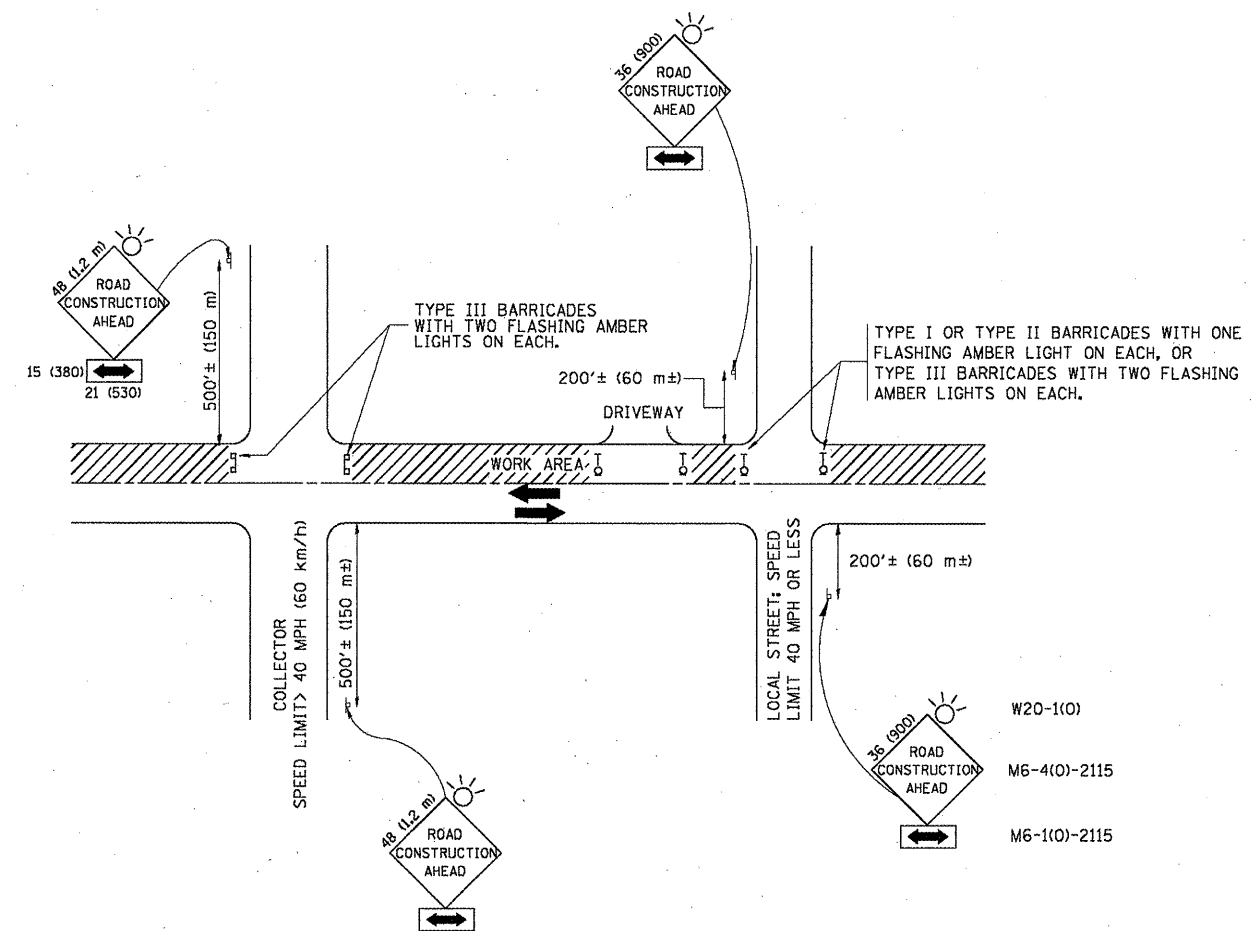 36 (900)
ROAD
CONSTRUCTION
AHEAD
48 (1.2 m)
ROAD
CONSTRUCTION
AHEAD
15 (380)
21 (530)
500'± (150 m)
TYPE III BARRICADES
WITH TWO FLASHING AMBER
LIGHTS ON EACH.
200'± (60 m±)
DRIVEWAY
TYPE I OR TYPE II BARRICADES WITH ONE
FLASHING AMBER LIGHT ON EACH, OR
TYPE III BARRICADES WITH TWO FLASHING
AMBER LIGHTS ON EACH.
WORK AREA
COLLECTOR
SPEED LIMIT> 40 MPH (60 km/h)
500'± (150 m±)
LOCAL STREET: SPEED
LIMIT 40 MPH OR LESS
200'± (60 m±)
48 (1.2 m)
ROAD
CONSTRUCTION
AHEAD
36 (900)
ROAD
CONSTRUCTION
AHEAD
W20-1(O)
M6-4(O)-2115
M6-1(O)-2115